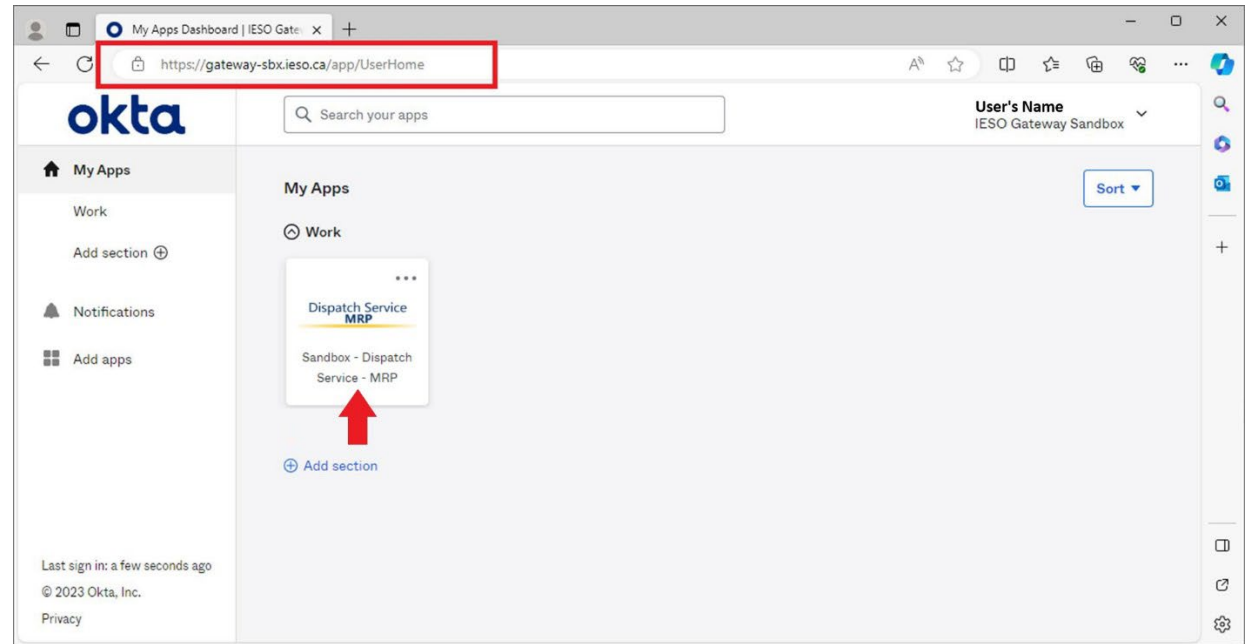 My Apps Dashboard | IESO Gate
https://gateway-sbx.ieso.ca/app/UserHome
okta
Search your apps
User's Name
IESO Gateway Sandbox
My Apps
Work
Add section
Notifications
Add apps
My Apps
Sort
Work
Dispatch Service
MRP
Sandbox - Dispatch
Service - MRP
Add section
Last sign in: a few seconds ago
© 2023 Okta, Inc.
Privacy